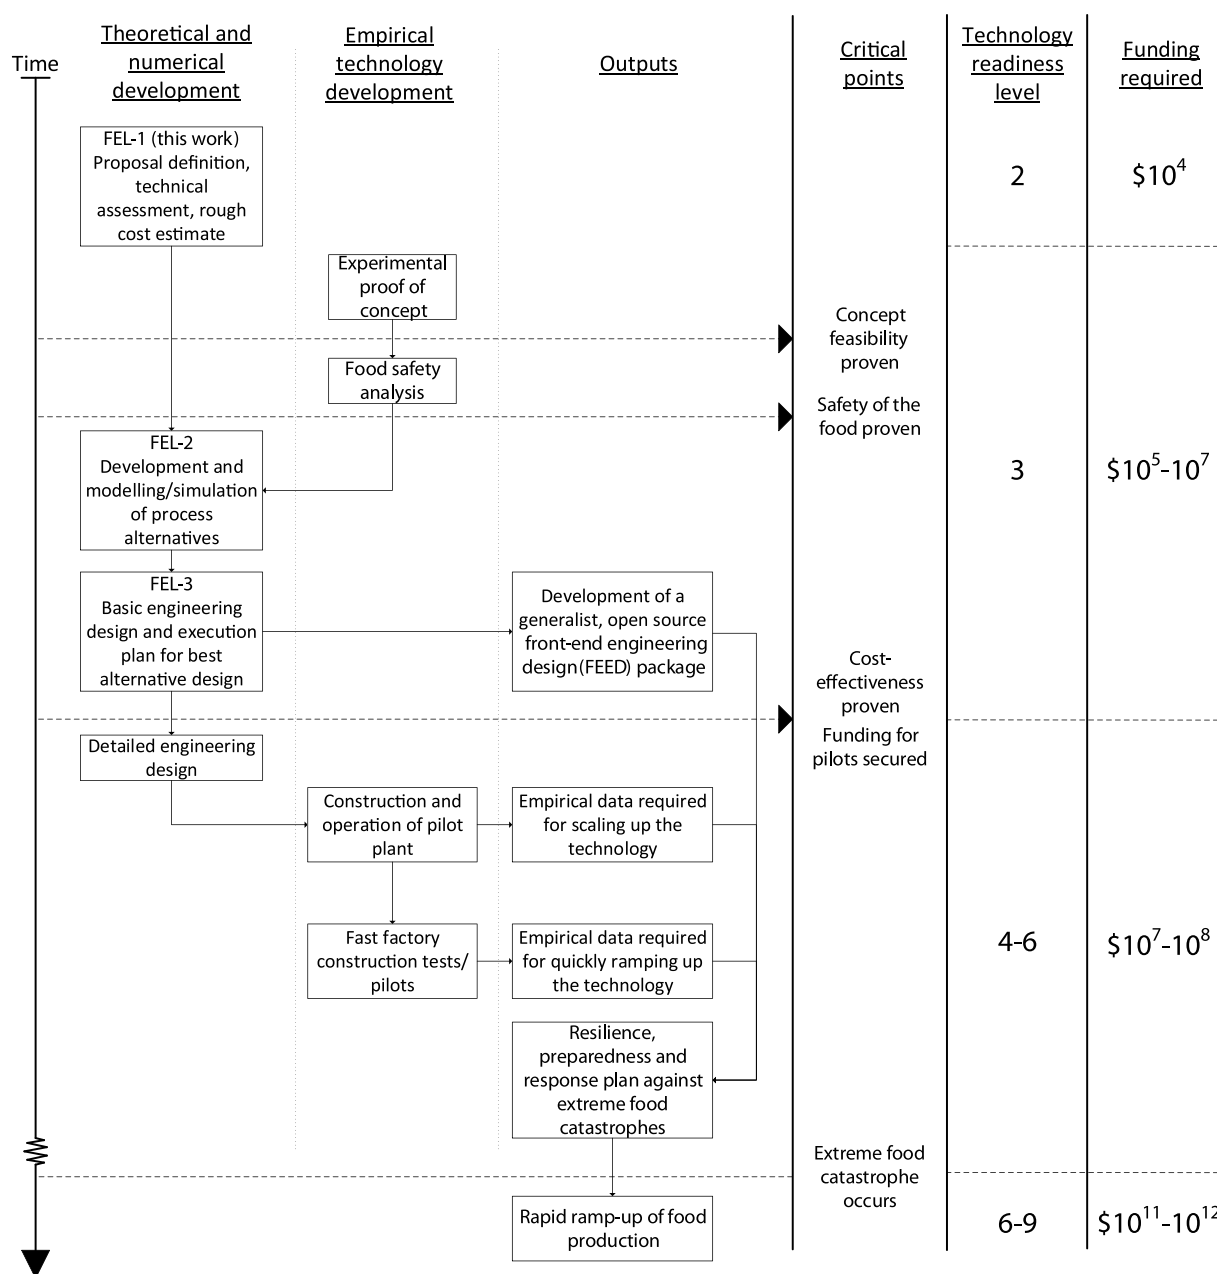 Time
Theoretical and
numerical
development
Empirical
technology
development
Outputs
Critical
points
Technology
readiness
level
Funding
required
FEL-1 (this work)
Proposal definition,
technical
assessment, rough
cost estimate
2
$10^4
Experimental
proof of
concept
Concept
feasibility
proven
Food safety
analysis
Safety of the
food proven
FEL-2
Development and
modelling/simulation
of process
alternatives
3
$10^5-10^7
FEL-3
Basic engineering
design and execution
plan for best
alternative design
Development of a
generalist, open source
front-end engineering
design(FEED) package
Cost-
effectiveness
proven
Funding for
pilots secured
Detailed engineering
design
Construction and
operation of pilot
plant
Empirical data required
for scaling up the
technology
Fast factory
construction tests/
pilots
Empirical data required
for quickly ramping up
the technology
4-6
$10^7-10^8
Resilience,
preparedness and
response plan against
extreme food
catastrophes
Extreme food
catastrophe
occurs
Rapid ramp-up of food
production
6-9
$10^11-10^12